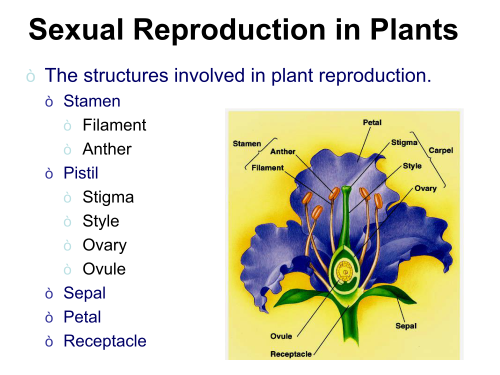 Sexual Reproduction in Plants
ò The structures involved in plant reproduction.
ò Stamen
ó Filament
ó Anther
ò Pistil
ó Stigma
ó Style
ó Ovary
ó Ovule
ò Sepal
ò Petal
ò Receptacle
Petal
Stamen
Anther
Filament
Stigma
Carpel
Style
Ovary
Sepal
Ovule
Receptacle